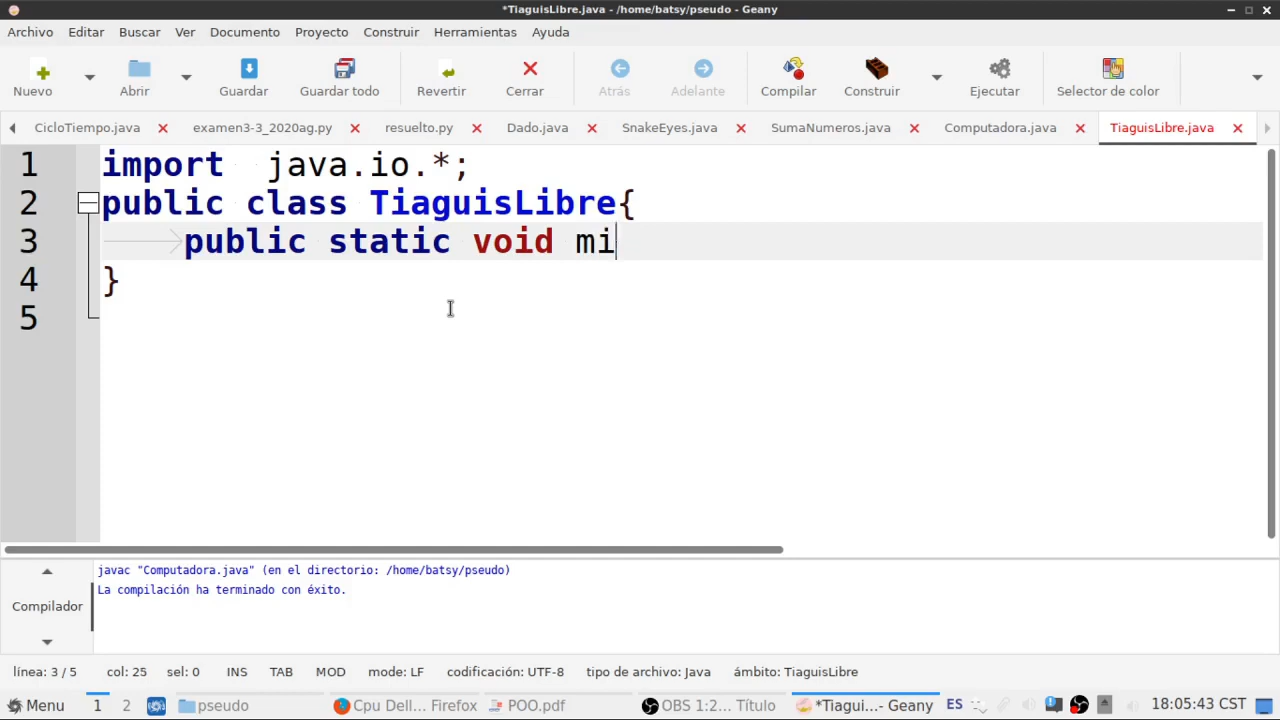 *TiaguisLibre.java - /home/batsy/pseudo - Geany
Archivo Editar Buscar Ver Documento Proyecto Construir Herramientas Ayuda
Nuevo Abrir Guardar Guardar todo Revertir Cerrar Atrás Adelante Compilar Construir Ejecutar Selector de color
CicloTiempo.java examen3-3_2020ag.py resuelto.py Dado.java SnakeEyes.java SumaNumeros.java Computadora.java TiaguisLibre.java
1 import java.io.*;
2 public class TiaguisLibre{
3 public static void mi
4 }
5
javac "Computadora.java" (en el directorio: /home/batsy/pseudo)
La compilación ha terminado con éxito.
Compilador
línea: 3 / 5 col: 25 sel: 0 INS TAB MOD mode: LF codificación: UTF-8 tipo de archivo: Java ámbito: TiaguisLibre
Menu 1 2 pseudo Cpu Dell... Firefox POO.pdf OBS 1:2... Título *Tiagui...- Geany ES 18:05:43 CST